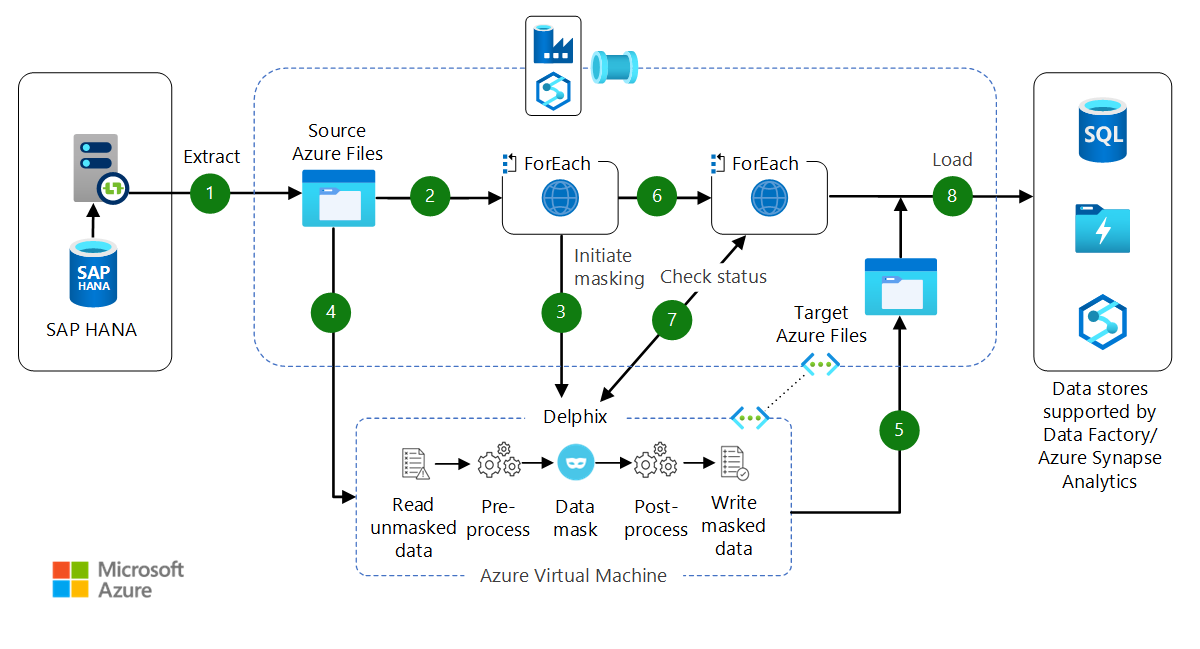 Source
Azure Files
Extract
1
SAP
HANA
SAP HANA
2
ForEach
6
ForEach
Load
8
SQL
Initiate
masking
Check status
3
4
7
Target
Azure Files
Data stores
supported by
Data Factory/
Azure Synapse
Analytics
5
Delphix
Read
unmasked
data
Pre-
process
Data
mask
Post-
process
Write
masked
data
Azure Virtual Machine
Microsoft
Azure